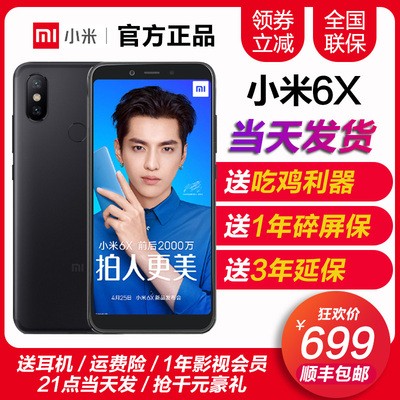 mi 小米 官方正品
领券立减
全国联保
小米6X
当天发货
送 吃鸡利器
送 1年碎屏保
送 3年延保
mi
小米6X 前后2000万
拍人更美
4月25日 小米6X 新品发布会
mi
狂欢价
¥699
顺丰包邮
送耳机 / 运费险 / 1年影视会员
21点当天发 / 抢千元豪礼